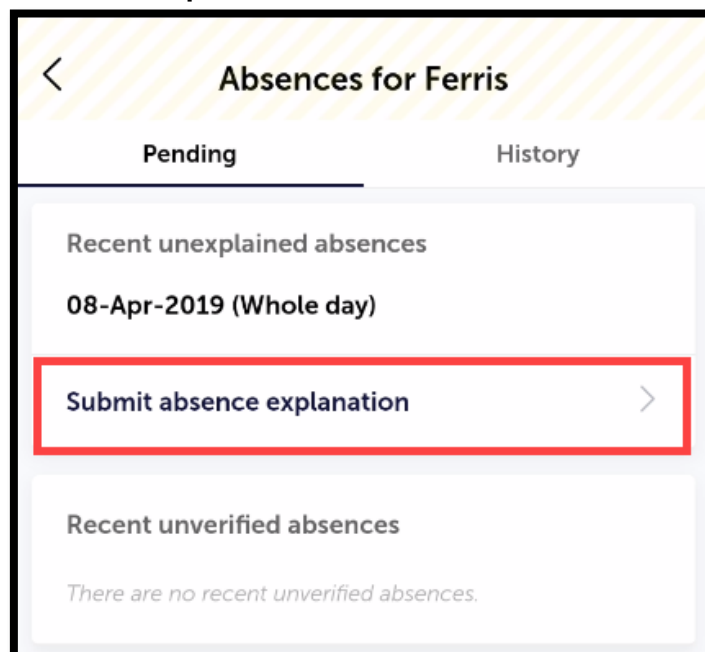 Absences for Ferris
Pending History
Recent unexplained absences
08-Apr-2019 (Whole day)
Submit absence explanation
Recent unverified absences
There are no recent unverified absences.